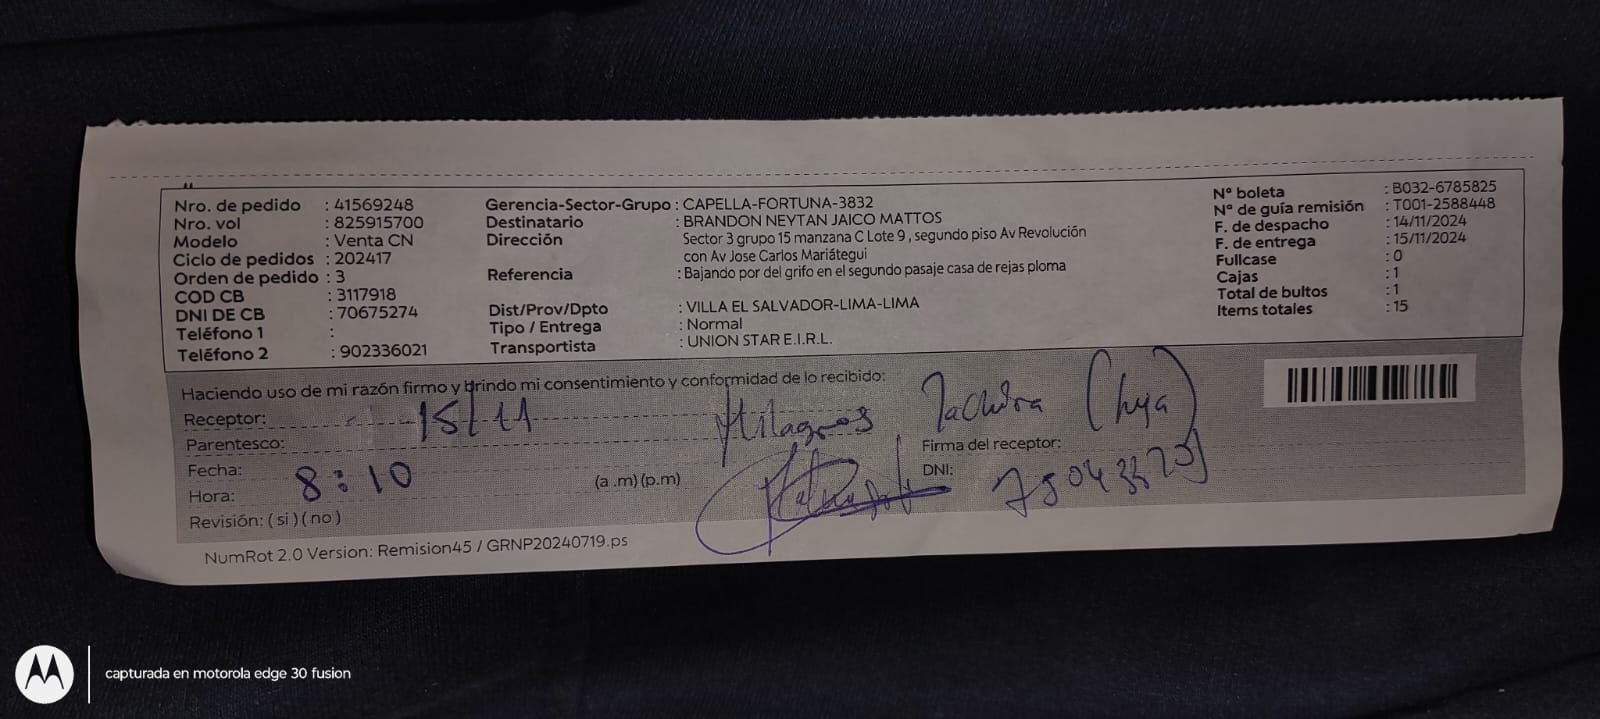 Nro. de pedido : 41569248
Nro. vol : 825915700
Modelo : Venta CN
Ciclo de pedidos : 202417
Orden de pedido : 3
COD CB : 3117918
DNI DE CB : 70675274
Teléfono 1 :
Teléfono 2 : 902336021
Gerencia-Sector-Grupo : CAPELLA-FORTUNA-3832
Destinatario : BRANDON NEYTAN JAICO MATTOS
Dirección Sector 3 grupo 15 manzana C Lote 9 , segundo piso Av Revolución
con Av Jose Carlos Mariátegui
Referencia : Bajando por del grifo en el segundo pasaje casa de rejas ploma
Dist/Prov/Dpto : VILLA EL SALVADOR-LIMA-LIMA
Tipo / Entrega : Normal
Transportista : UNION STAR E.I.R.L.
N° boleta : B032-6785825
N° de guía remisión : T001-2588448
F. de despacho : 14/11/2024
F. de entrega : 15/11/2024
Fullcase : 0
Cajas : 1
Total de bultos : 1
Items totales : 15
Haciendo uso de mi razón firmo y brindo mi consentimiento y conformidad de lo recibido:
Receptor: 15/11 Milagros
Parentesco: Firma del receptor:
Fecha: DNI:
Hora: 8:10 (a .m) (p.m)
Revisión: ( si ) ( no )
NumRot 2.0 Version: Remision45 / GRNP20240719.ps
capturada en motorola edge 30 fusion